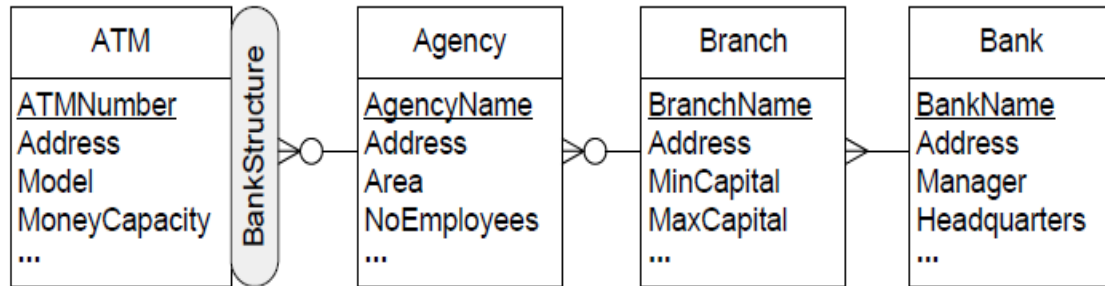 ATM
ATMNumber
Address
Model
MoneyCapacity
...
BankStructure
Agency
AgencyName
Address
Area
NoEmployees
...
Branch
BranchName
Address
MinCapital
MaxCapital
...
Bank
BankName
Address
Manager
Headquarters
...